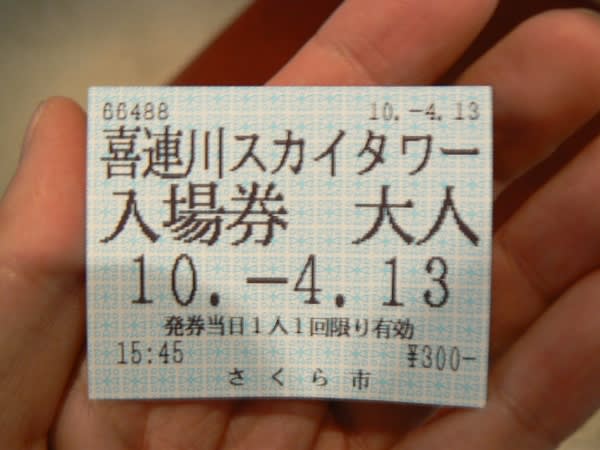 66488 10.-4.13
喜連川スカイタワー
入場券 大人
10.-4.13
発券当日1人1回限り有効
15:45 ¥300-
さくら市